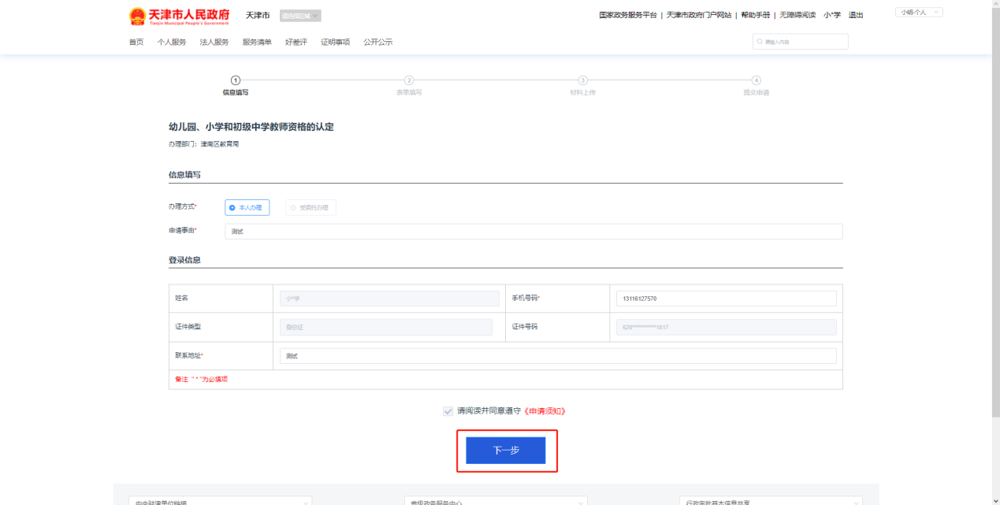 天津市人民政府 天津市 请选择区域 国家政务服务平台 | 天津市政府门户网站 | 帮助手册 | 无障碍阅读 小*学 退出 小明-个人
Tianjin Municipal People's Government
首页 个人服务 法人服务 服务清单 好差评 证明事项 公开公示 请输入内容
1 2 3 4
信息填写 表单填写 材料上传 提交申请
幼儿园、小学和初级中学教师资格的认定
办理部门：津南区教育局
信息填写
办理方式* 本人办理 受委托办理
申请事由* 测试
登录信息
姓名 小*学 手机号码* 13116127570
证件类型 身份证 证件号码 620***********1817
联系地址* 测试
备注: " * "为必填项
请阅读并同意遵守《申请须知》
下一步
中央驻津单位链接 省级政务服务中心 行政审批基本信息共享